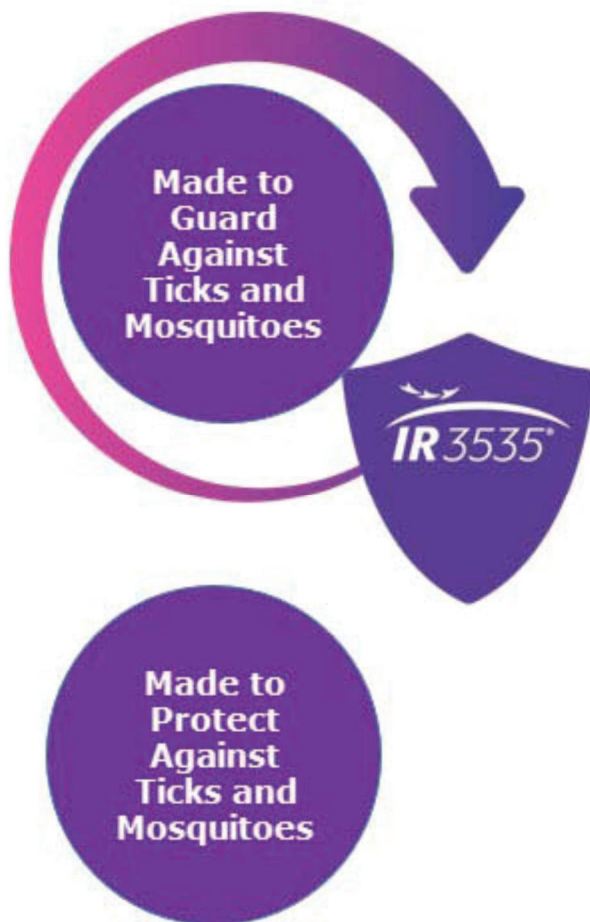 Made to
Guard
Against
Ticks and
Mosquitoes
IR3535®
Made to
Protect
Against
Ticks and
Mosquitoes